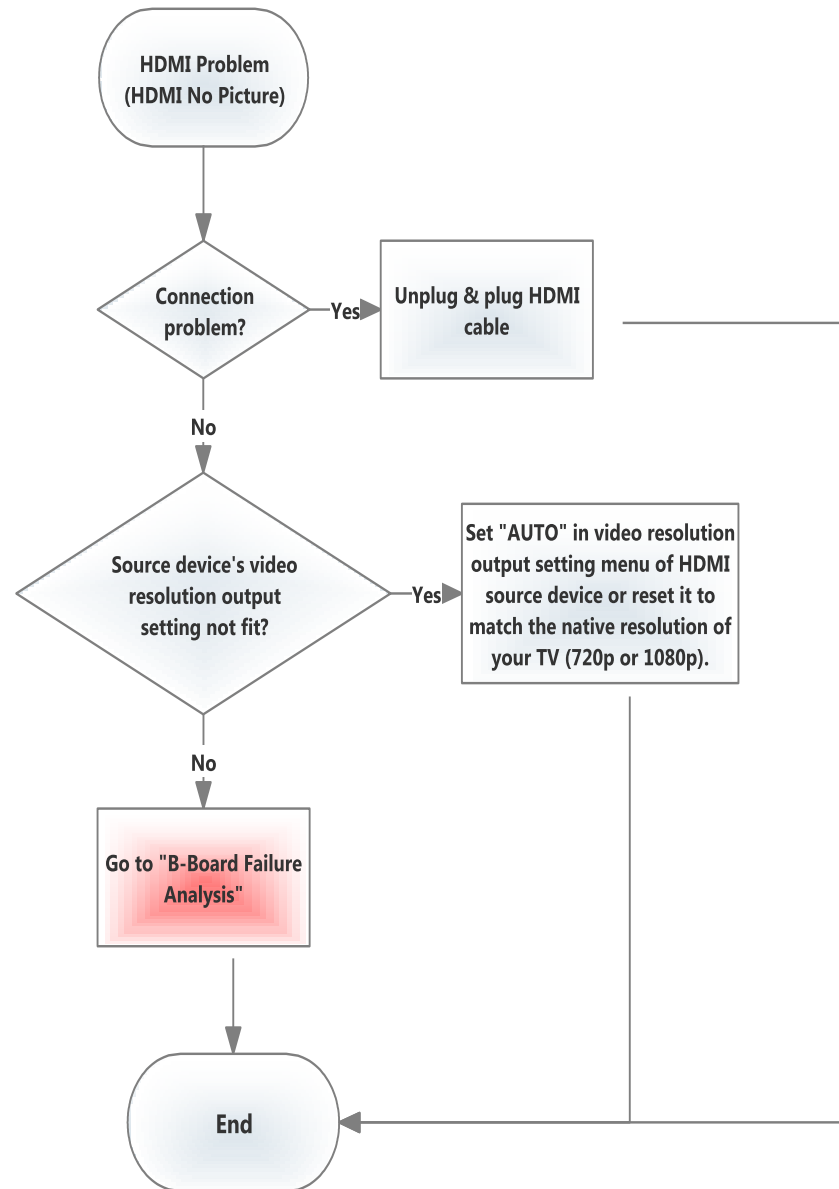 HDMI Problem
(HDMI No Picture)
Connection
problem?
Yes
Unplug & plug HDMI
cable
No
Source device's video
resolution output
setting not fit?
Yes
Set "AUTO" in video resolution
output setting menu of HDMI
source device or reset it to
match the native resolution of
your TV (720p or 1080p).
No
Go to "B-Board Failure
Analysis"
End